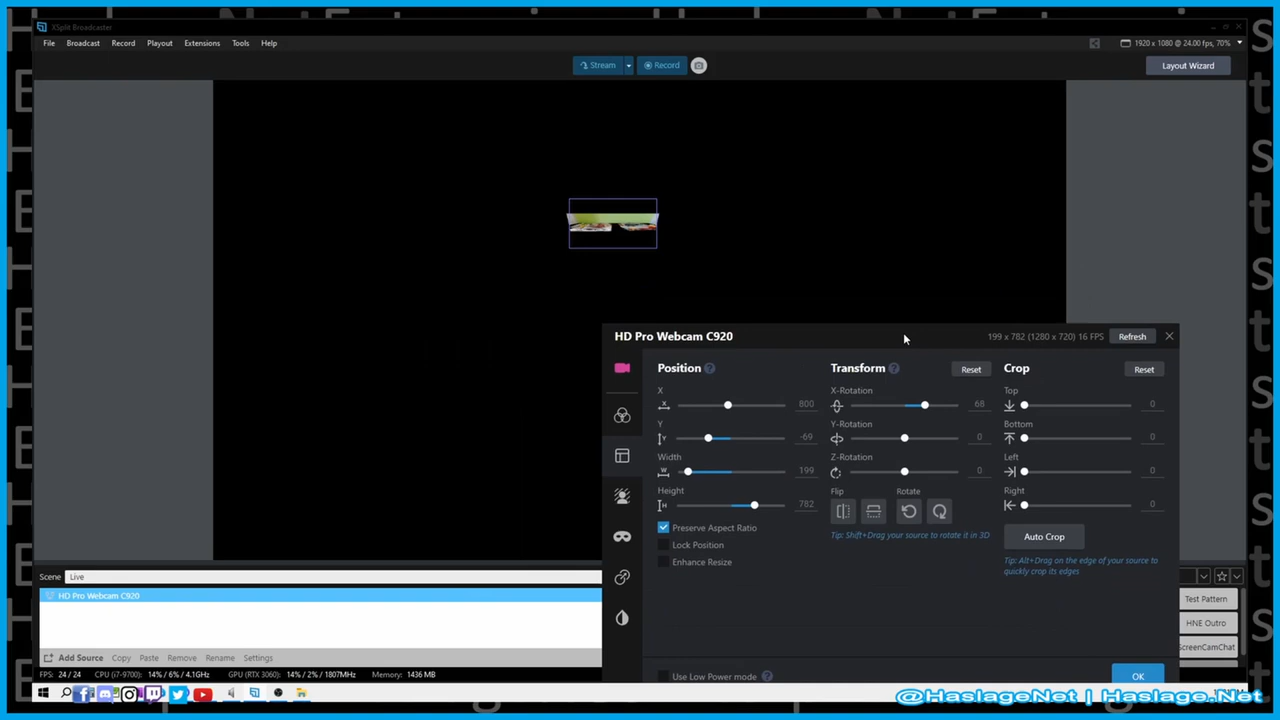 XSplit Broadcaster
File Broadcast Record Playout Extensions Tools Help
1920 x 1080 @ 24.00 fps, 70%
Stream Record
Layout Wizard
HD Pro Webcam C920
199 x 782 (1280 x 720) 16 FPS Refresh
Position Transform Reset Crop Reset
X X-Rotation Top
800 68 0
Y Y-Rotation Bottom
-69 0 0
Width Z-Rotation Left
199 0 0
Height Flip Rotate Right
782 0
Preserve Aspect Ratio
Tip: Shift+Drag your source to rotate it in 3D
Auto Crop
Lock Position
Enhance Resize
Tip: Alt+Drag on the edge of your source to
quickly crop its edges
Use Low Power mode
OK
Scene Live
HD Pro Webcam C920
Test Pattern
HNE Outro
ScreenCamChat
Add Source Copy Paste Remove Rename Settings
FPS: 24 / 24 CPU (i7-9700): 14% / 6% / 4.1GHz GPU (RTX 3060): 14% / 2% / 1807MHz Memory: 1436 MB
@HaslageNet | Haslage.Net